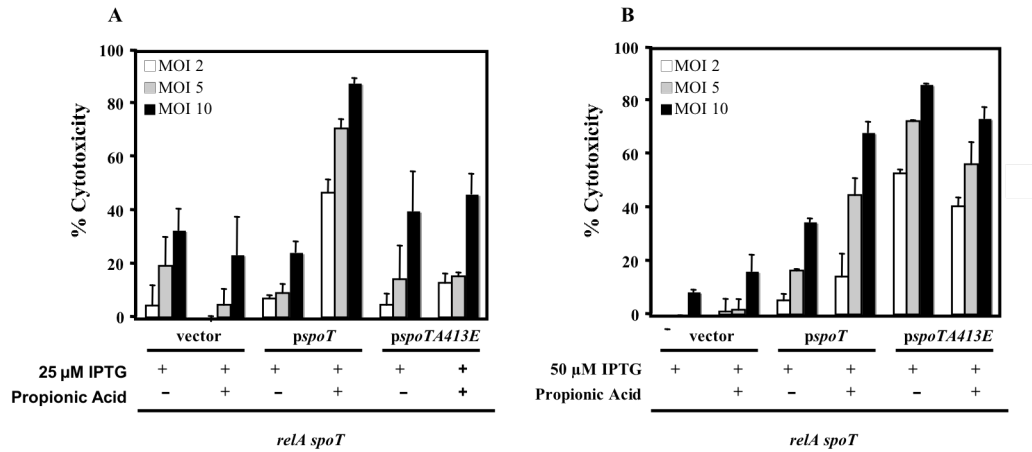 A
100
80
60
40
20
0
% Cytotoxicity
MOI 2
MOI 5
MOI 10
vector
pspoT
pspoTA413E
25 µM IPTG + + + + + +
Propionic Acid – + – + – +
relA spoT
B
100
80
60
40
20
0
% Cytotoxicity
MOI 2
MOI 5
MOI 10
-
vector
pspoT
pspoTA413E
50 µM IPTG + + + + + +
Propionic Acid + – + – +
relA spoT